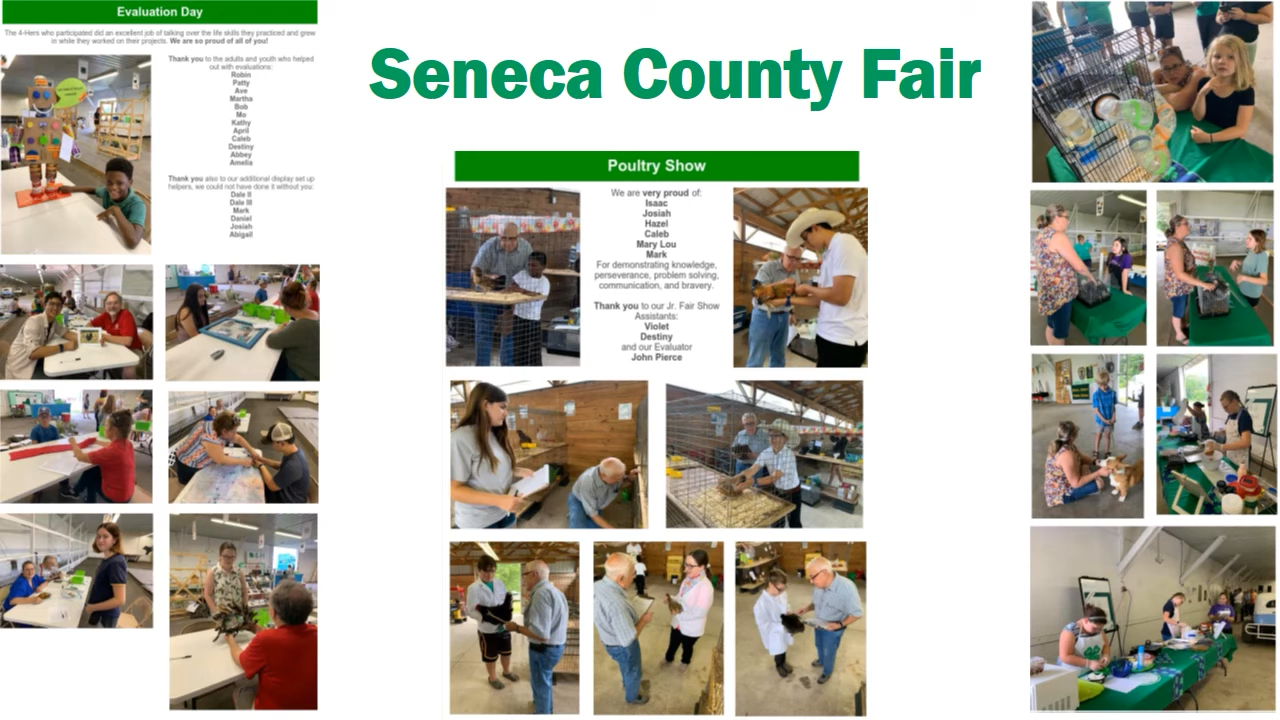 Evaluation Day
The 4-Hers who participated did an excellent job of talking over the life skills they practiced and grew
in while they worked on their projects. We are so proud of all of you!
Thank you to the adults and youth who helped
out with evaluations:
Robin
Patty
Ave
Martha
Bob
Mo
Kathy
April
Caleb
Destiny
Abbey
Amelia
Thank you also to our additional display set up
helpers, we could not have done it without you:
Dale II
Dale III
Mark
Daniel
Josiah
Abigail
Seneca County Fair
Poultry Show
We are very proud of:
Isaac
Josiah
Hazel
Caleb
Mary Lou
Mark
For demonstrating knowledge,
perseverance, problem solving,
communication, and bravery.
Thank you to our Jr. Fair Show
Assistants:
Violet
Destiny
and our Evaluator
John Pierce